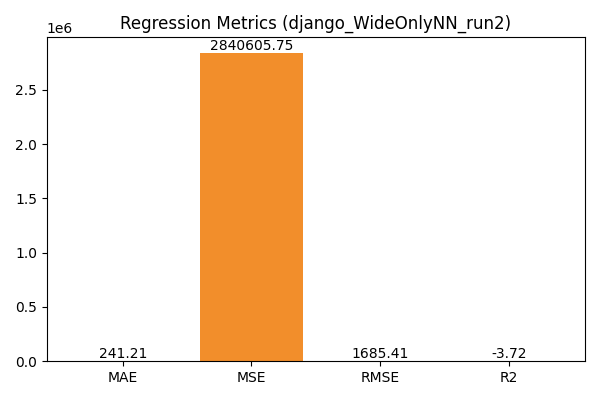 Regression Metrics (django_WideOnlyNN_run2)
1e6
2840605.75
2.5
2.0
1.5
1.0
0.5
241.21
1685.41
-3.72
0.0
MAE
MSE
RMSE
R2